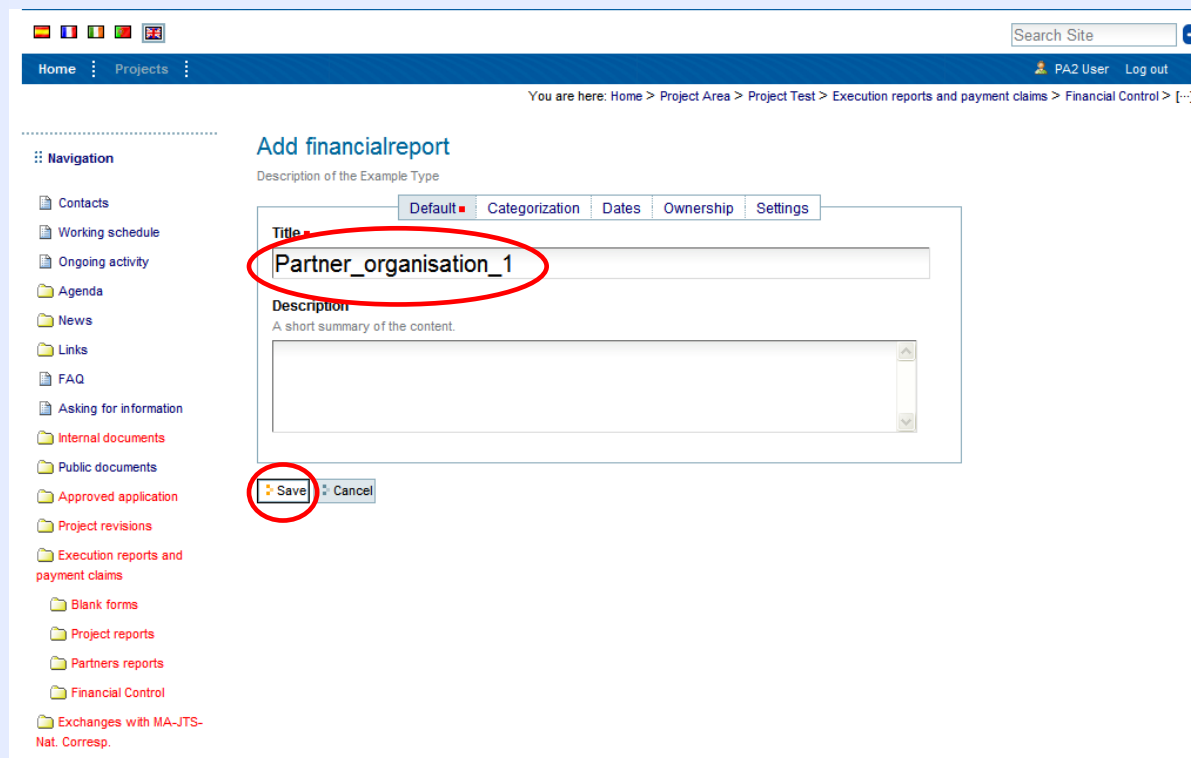 Search Site
Home Projects PA2 User Log out
You are here: Home > Project Area > Project Test > Execution reports and payment claims > Financial Control > [...]
Navigation
Contacts
Working schedule
Ongoing activity
Agenda
News
Links
FAQ
Asking for information
Internal documents
Public documents
Approved application
Project revisions
Execution reports and
payment claims
Blank forms
Project reports
Partners reports
Financial Control
Exchanges with MA-JTS-
Nat. Corresp.
Add financialreport
Description of the Example Type
Default Categorization Dates Ownership Settings
Title
Partner_organisation_1
Description
A short summary of the content.
Save Cancel